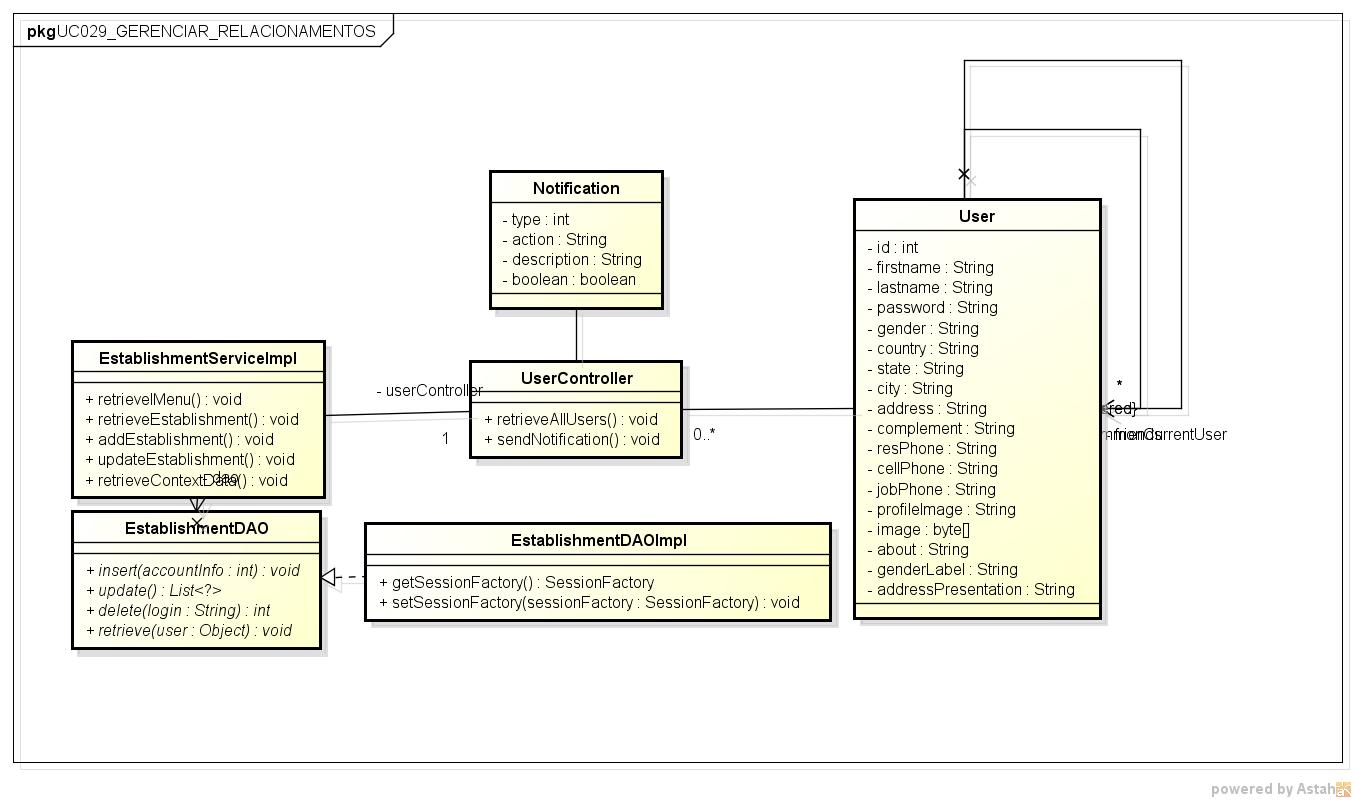 pkg UC029_GERENCIAR_RELACIONAMENTOS
Notification
- type : int
- action : String
- description : String
- boolean : boolean
User
- id : int
- firstname : String
- lastname : String
- password : String
- gender : String
- country : String
- state : String
- city : String
- address : String
- complement : String
- resPhone : String
- cellPhone : String
- jobPhone : String
- profileImage : String
- image : byte[]
- about : String
- genderLabel : String
- addressPresentation : String
*
EstablishmentServiceImpl
+ retrievelMenu() : void
+ retrieveEstablishment() : void
+ addEstablishment() : void
+ updateEstablishment() : void
+ retrieveContextData() : void
- dao
- userController
1
UserController
+ retrieveAllUsers() : void
+ sendNotification() : void
0..*
EstablishmentDAO
+ insert(accountInfo : int) : void
+ update() : List<?>
+ delete(login : String) : int
+ retrieve(user : Object) : void
EstablishmentDAOImpl
+ getSessionFactory() : SessionFactory
+ setSessionFactory(sessionFactory : SessionFactory) : void
powered by Astah